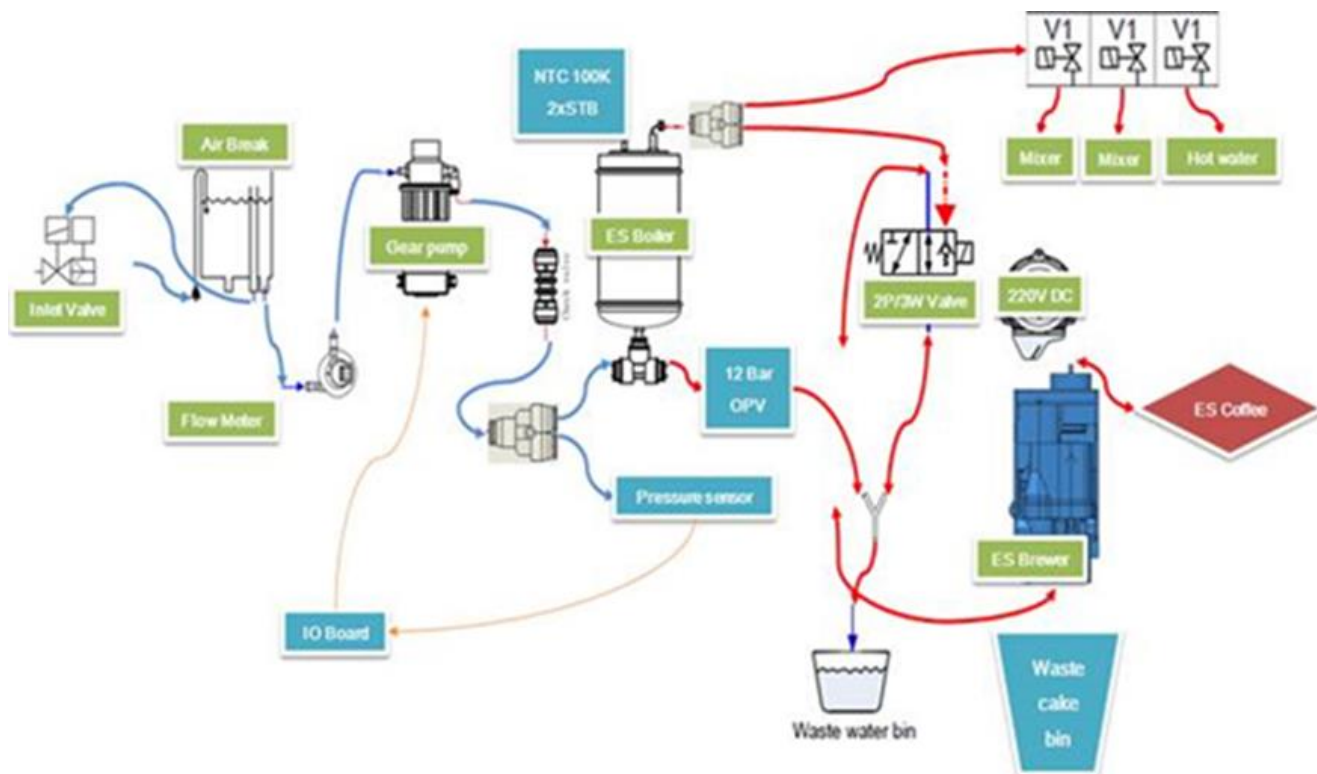 NTC 100K
2xSTB
V1
V1
V1
Air Break
Mixer
Mixer
Hot water
Gear pump
ES Boiler
Check valve
Inlet Valve
2P/3W Valve
220V DC
12 Bar
OPV
ES Coffee
Flow Meter
Pressure sensor
ES Brewer
IO Board
Waste
cake
bin
Waste water bin